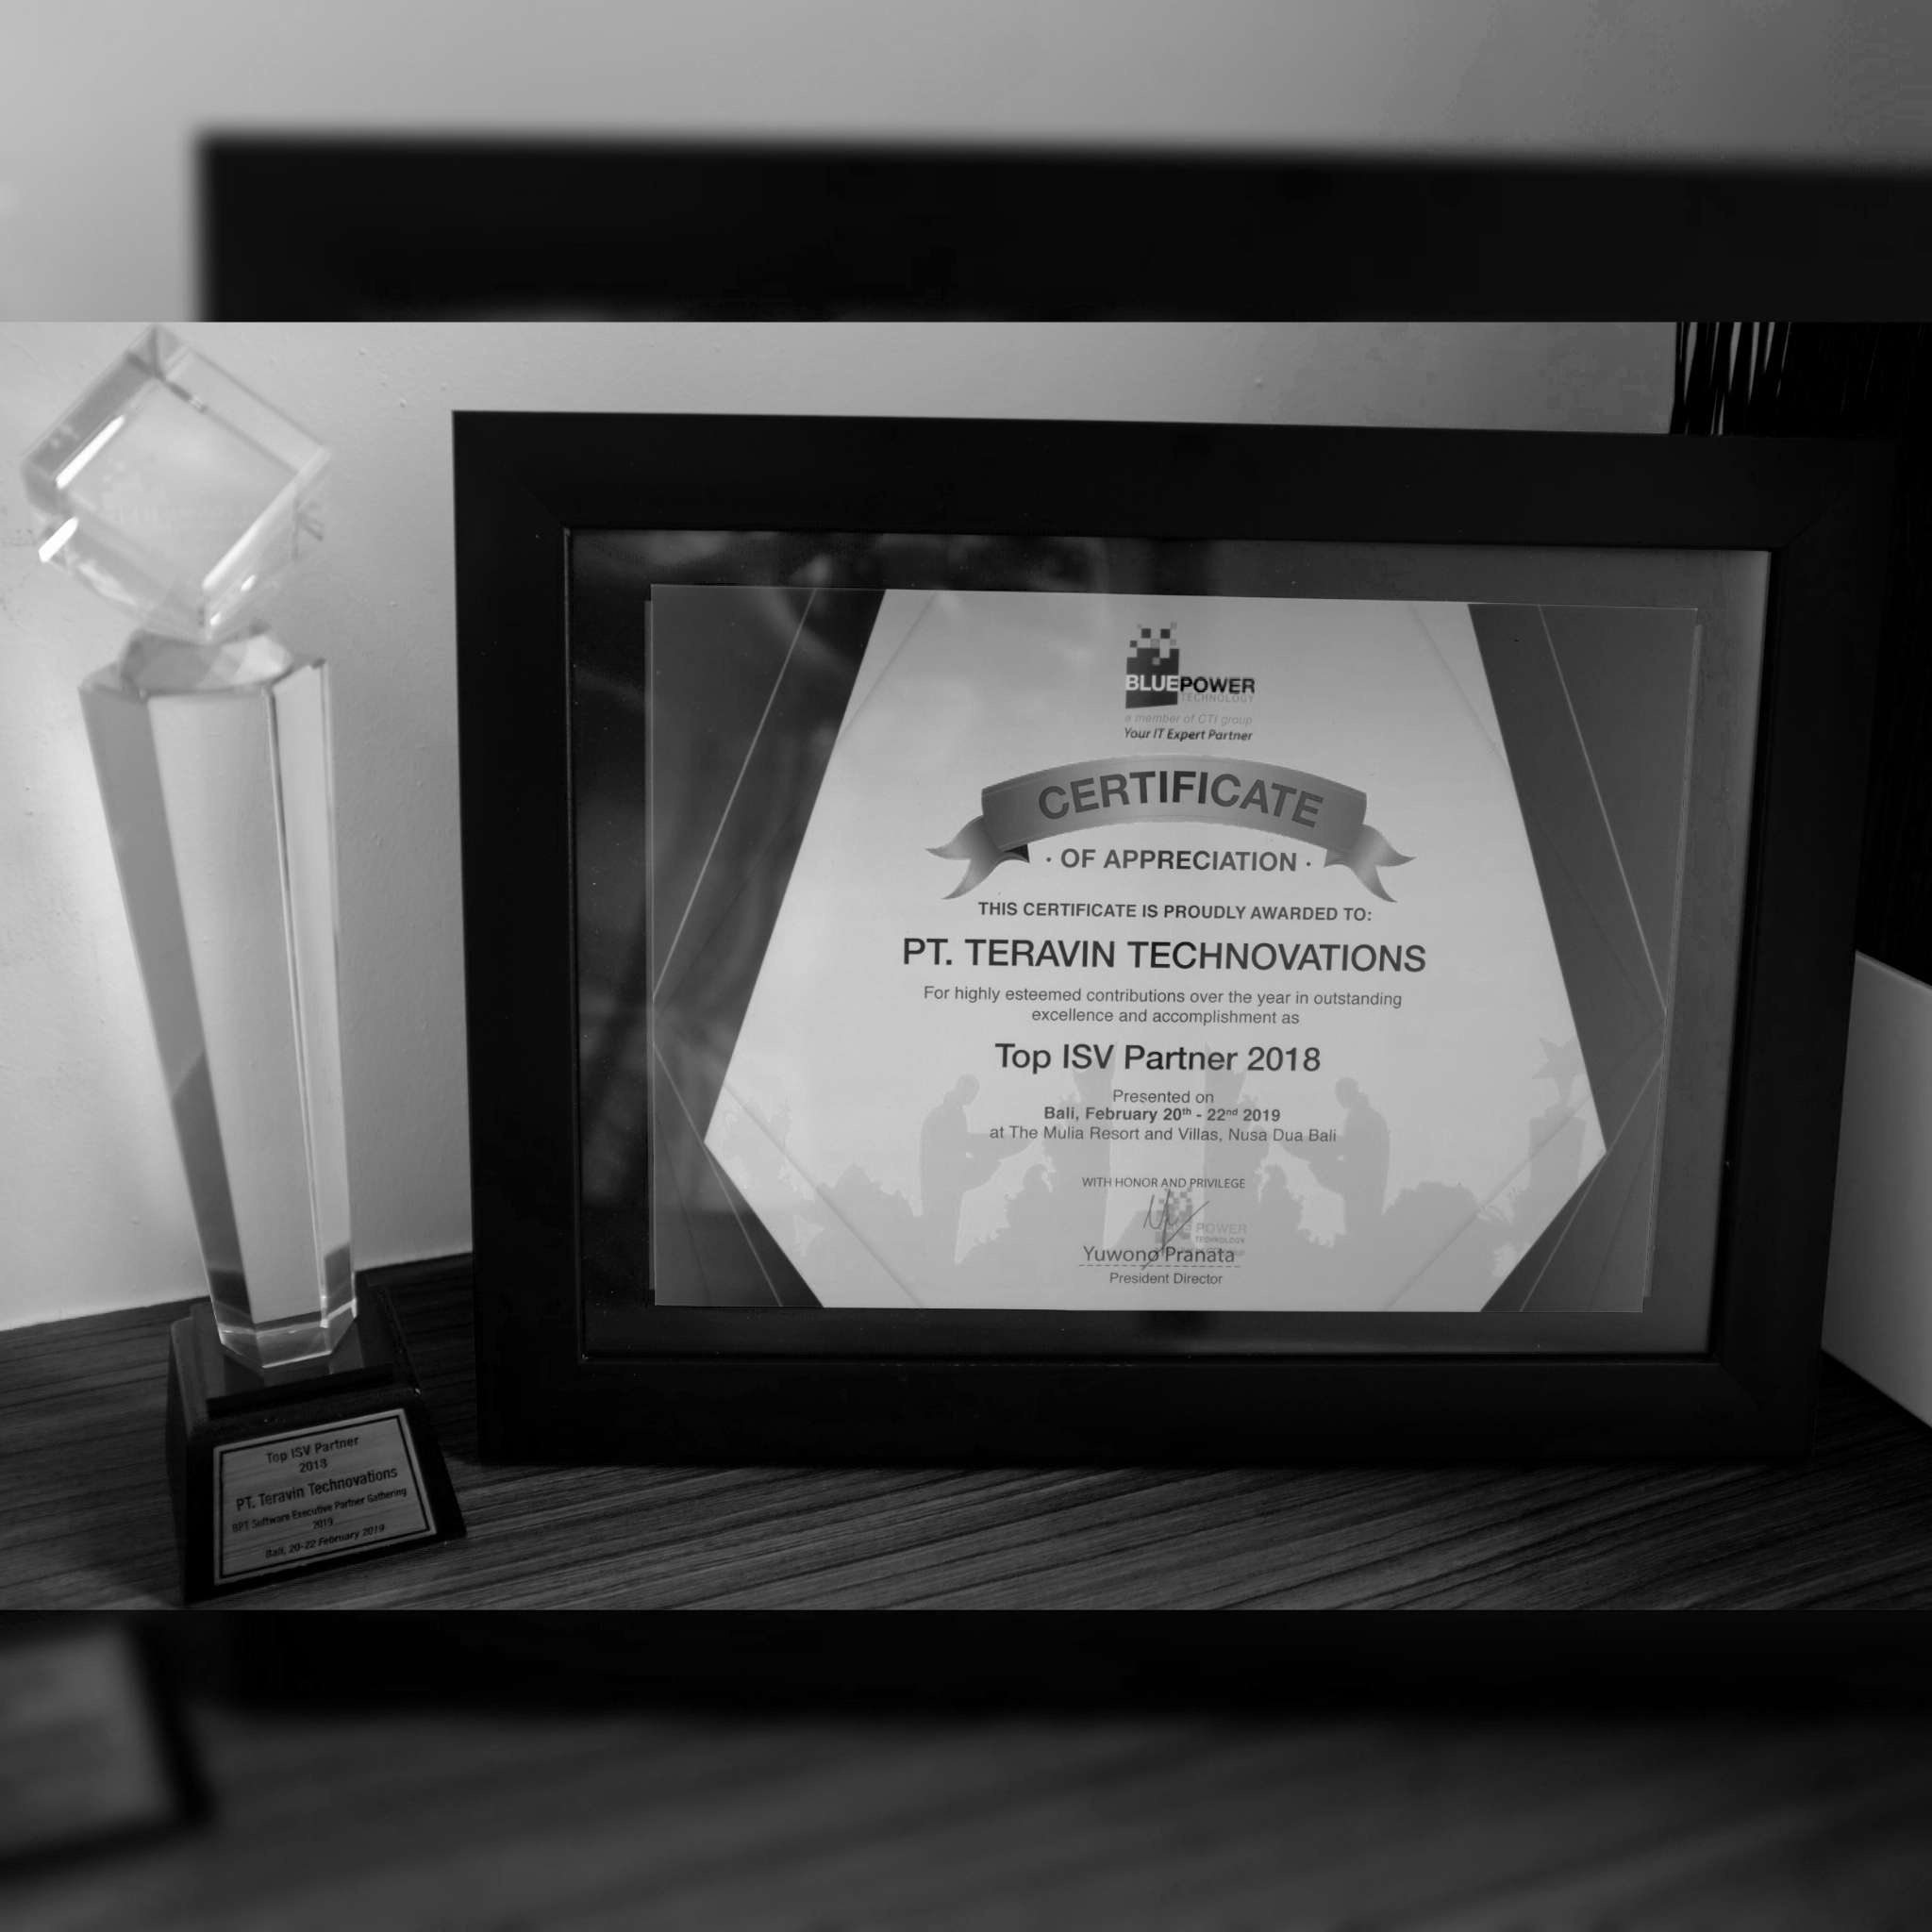 BLUEPOWER
TECHNOLOGY
a member of CTI group
Your IT Expert Partner
CERTIFICATE
· OF APPRECIATION ·
THIS CERTIFICATE IS PROUDLY AWARDED TO:
PT. TERAVIN TECHNOVATIONS
For highly esteemed contributions over the year in outstanding
excellence and accomplishment as
Top ISV Partner 2018
Presented on
Bali, February 20th - 22nd 2019
at The Mulia Resort and Villas, Nusa Dua Bali
WITH HONOR AND PRIVILEGE
POWER
TECHNOLOGY
Yuwono Pranata
President Director
Top ISV Partner
2018
PT. Teravin Technovations
BPT Software Executive Partner Gathering
2019
Bali, 20-22 February 2019